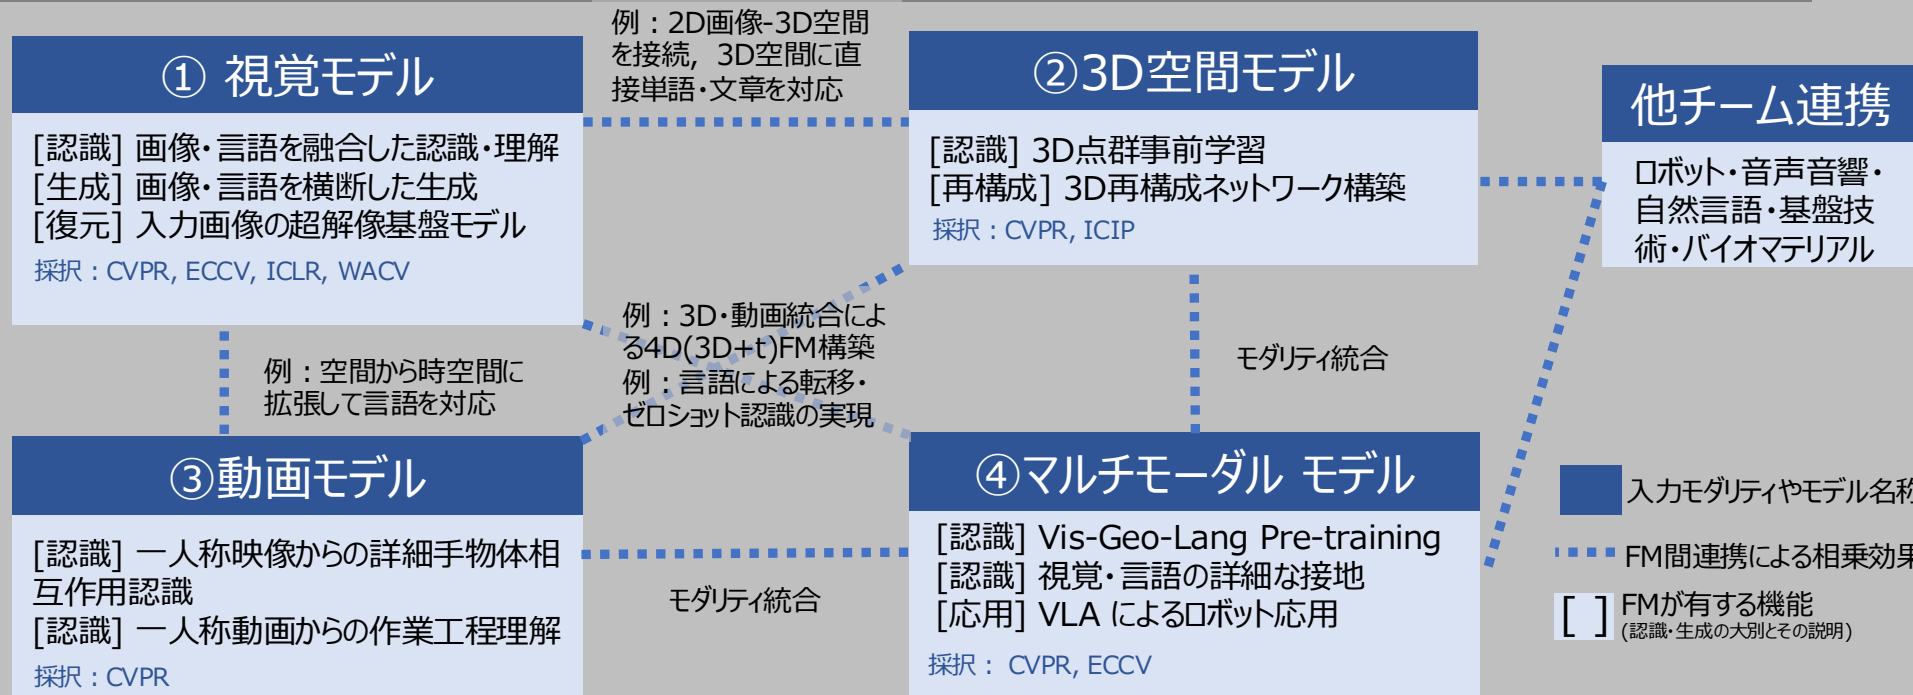 例：2D画像-3D空間
を接続，3D空間に直
接単語・文章を対応
① 視覚モデル
[認識] 画像・言語を融合した認識・理解
[生成] 画像・言語を横断した生成
[復元] 入力画像の超解像基盤モデル
採択：CVPR, ECCV, ICLR, WACV
②3D空間モデル
[認識] 3D点群事前学習
[再構成] 3D再構成ネットワーク構築
採択：CVPR, ICIP
他チーム連携
ロボット・音声音響・
自然言語・基盤技
術・バイオマテリアル
例：空間から時空間に
拡張して言語を対応
例：3D・動画統合によ
る4D(3D+t)FM構築
例：言語による転移・
ゼロショット認識の実現
モダリティ統合
③動画モデル
[認識] 一人称映像からの詳細手物体相
互作用認識
[認識] 一人称動画からの作業工程理解
採択：CVPR
モダリティ統合
④マルチモーダル モデル
[認識] Vis-Geo-Lang Pre-training
[認識] 視覚・言語の詳細な接地
[応用] VLA によるロボット応用
採択： CVPR, ECCV
入力モダリティやモデル名称
FM間連携による相乗効果
[ ] FMが有する機能
(認識・生成の大別とその説明)